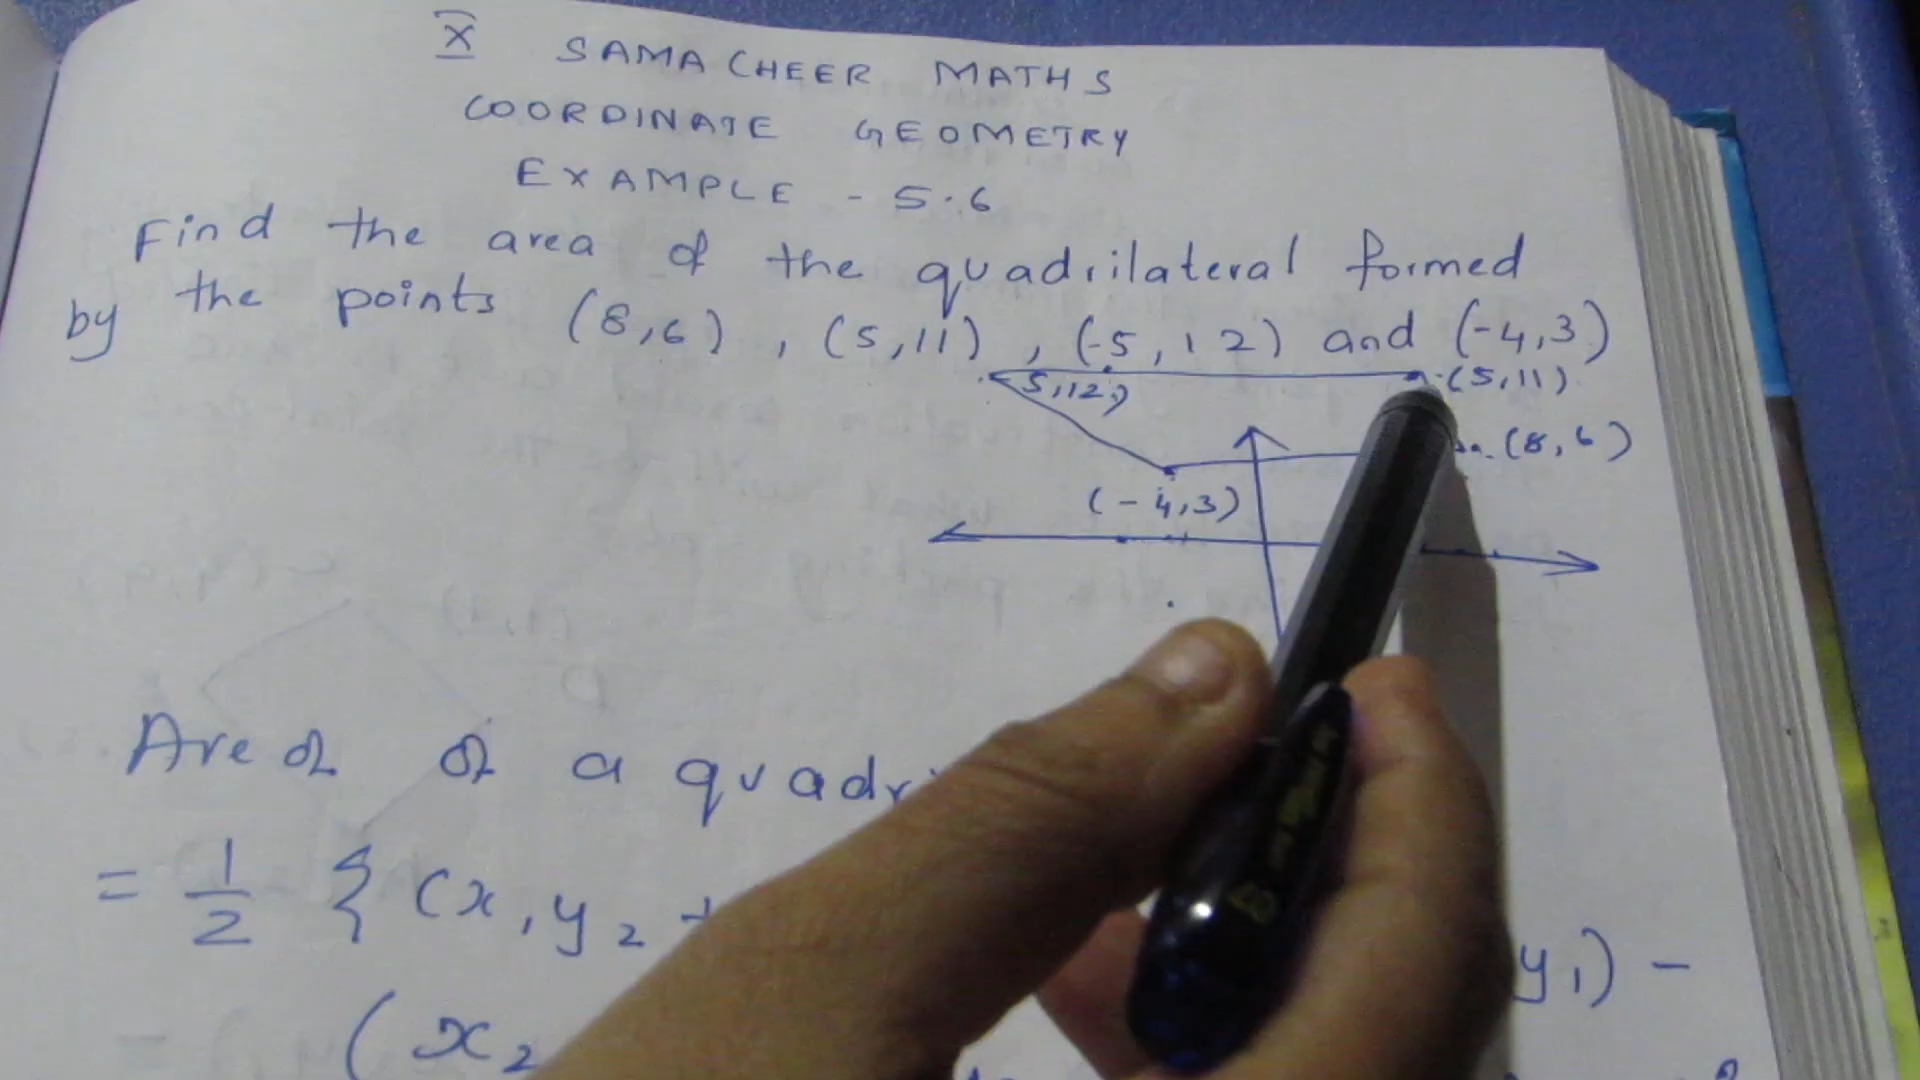 X SAMACHEER MATHS
COORDINATE GEOMETRY
EXAMPLE - 5.6
Find the area of the quadrilateral formed
by the points (8,6), (5,11), (-5,12) and (-4,3)
5,12)
(5,11)
(8,6)
(-4,3)
Area of a quadri
= 1/2 { (x1y2 +
y1) -
(x2